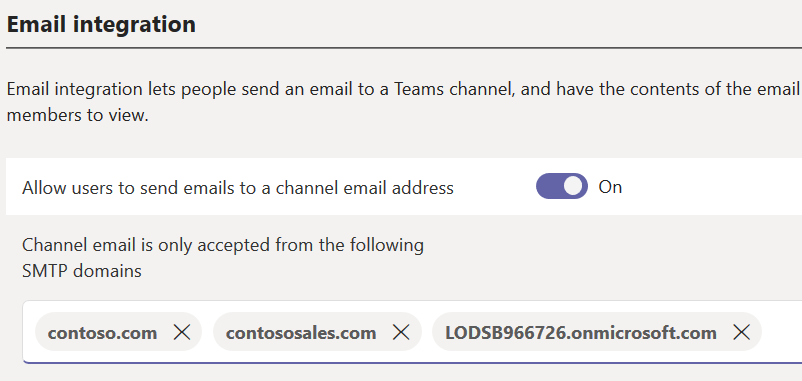 Email integration
Email integration lets people send an email to a Teams channel, and have the contents of the email
members to view.
Allow users to send emails to a channel email address On
Channel email is only accepted from the following
SMTP domains
contoso.com contososales.com LODSB966726.onmicrosoft.com